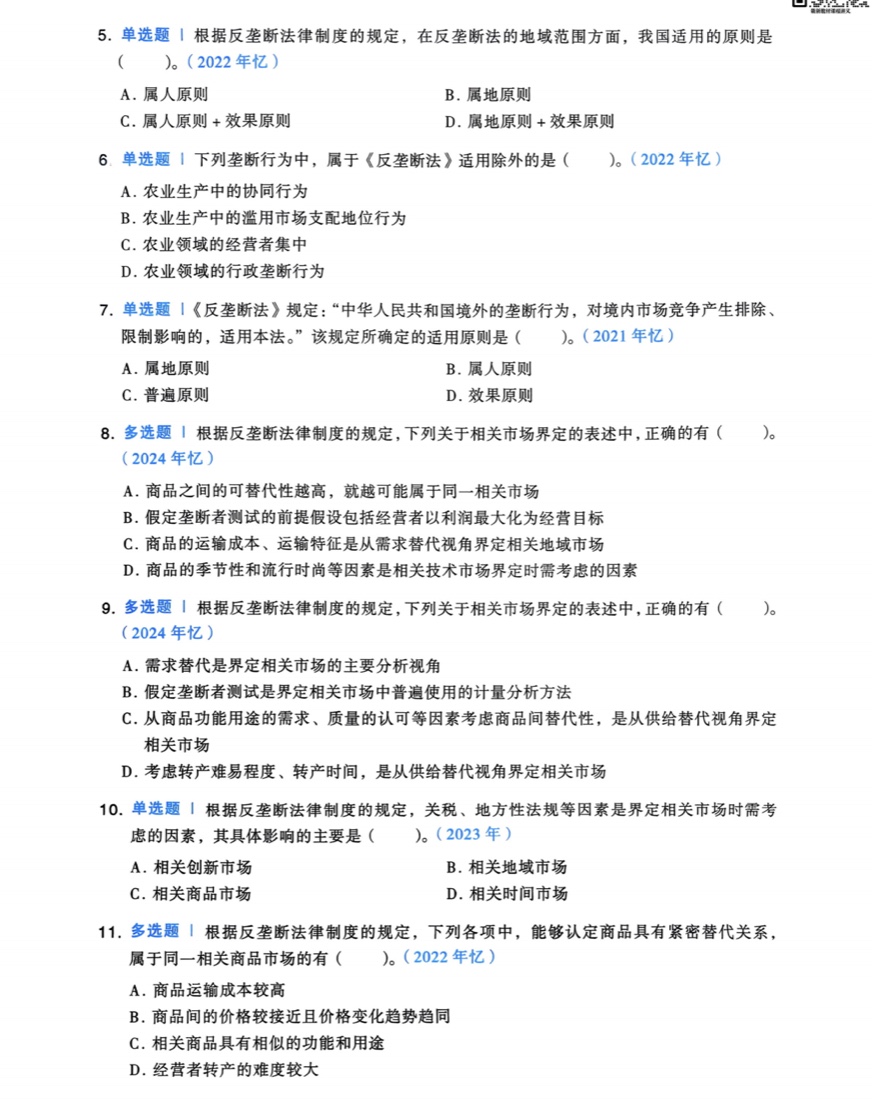 5. 单选题 | 根据反垄断法律制度的规定，在反垄断法的地域范围方面，我国适用的原则是
（　　）。（2022 年忆）
A. 属人原则　　B. 属地原则
C. 属人原则 + 效果原则　　D. 属地原则 + 效果原则
6 单选题 | 下列垄断行为中，属于《反垄断法》适用除外的是（　　）。（2022 年忆）
A. 农业生产中的协同行为
B. 农业生产中的滥用市场支配地位行为
C. 农业领域的经营者集中
D. 农业领域的行政垄断行为
7. 单选题 |《反垄断法》规定：“中华人民共和国境外的垄断行为，对境内市场竞争产生排除、
限制影响的，适用本法。”该规定所确定的适用原则是（　　）。（2021 年忆）
A. 属地原则　　B. 属人原则
C. 普遍原则　　D. 效果原则
8. 多选题 | 根据反垄断法律制度的规定，下列关于相关市场界定的表述中，正确的有（　　）。
（2024 年忆）
A. 商品之间的可替代性越高，就越可能属于同一相关市场
B. 假定垄断者测试的前提假设包括经营者以利润最大化为经营目标
C. 商品的运输成本、运输特征是从需求替代视角界定相关地域市场
D. 商品的季节性和流行时尚等因素是相关技术市场界定时需考虑的因素
9. 多选题 | 根据反垄断法律制度的规定，下列关于相关市场界定的表述中，正确的有（　　）。
（2024 年忆）
A. 需求替代是界定相关市场的主要分析视角
B. 假定垄断者测试是界定相关市场中普遍使用的计量分析方法
C. 从商品功能用途的需求、质量的认可等因素考虑商品间替代性，是从供给替代视角界定
相关市场
D. 考虑转产难易程度、转产时间，是从供给替代视角界定相关市场
10. 单选题 | 根据反垄断法律制度的规定，关税、地方性法规等因素是界定相关市场时需考
虑的因素，其具体影响的主要是（　　）。（2023 年）
A. 相关创新市场　　B. 相关地域市场
C. 相关商品市场　　D. 相关时间市场
11. 多选题 | 根据反垄断法律制度的规定，下列各项中，能够认定商品具有紧密替代关系，
属于同一相关商品市场的有（　　）。（2022 年忆）
A. 商品运输成本较高
B. 商品间的价格较接近且价格变化趋势趋同
C. 相关商品具有相似的功能和用途
D. 经营者转产的难度较大